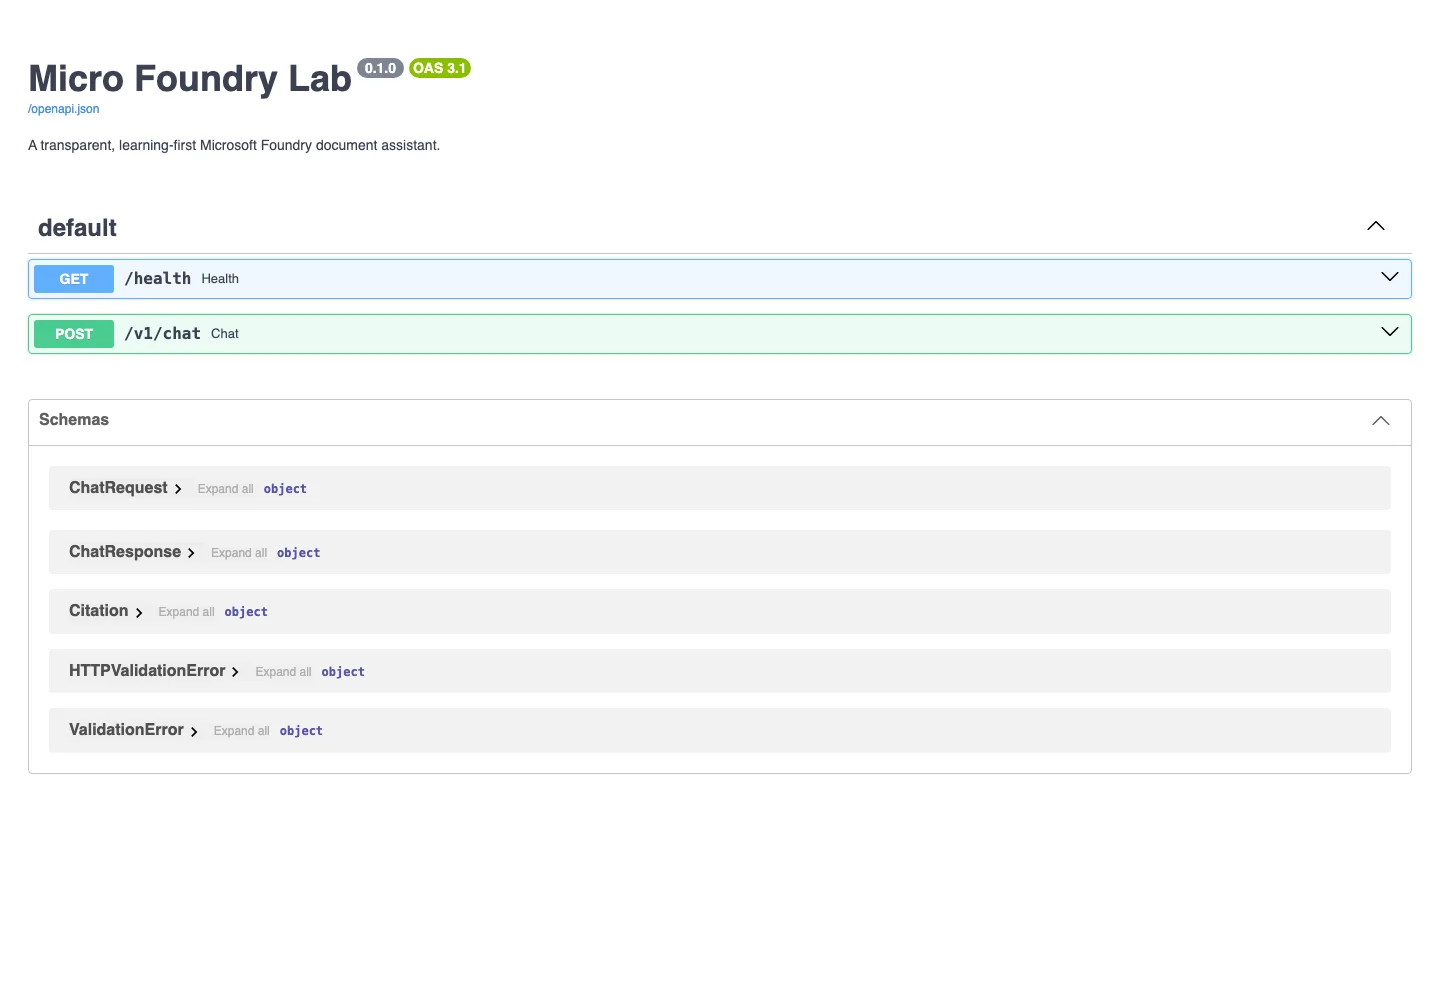 Micro Foundry Lab 0.1.0 OAS 3.1
/openapi.json
A transparent, learning-first Microsoft Foundry document assistant.
default
GET /health Health
POST /v1/chat Chat
Schemas
ChatRequest Expand all object
ChatResponse Expand all object
Citation Expand all object
HTTPValidationError Expand all object
ValidationError Expand all object